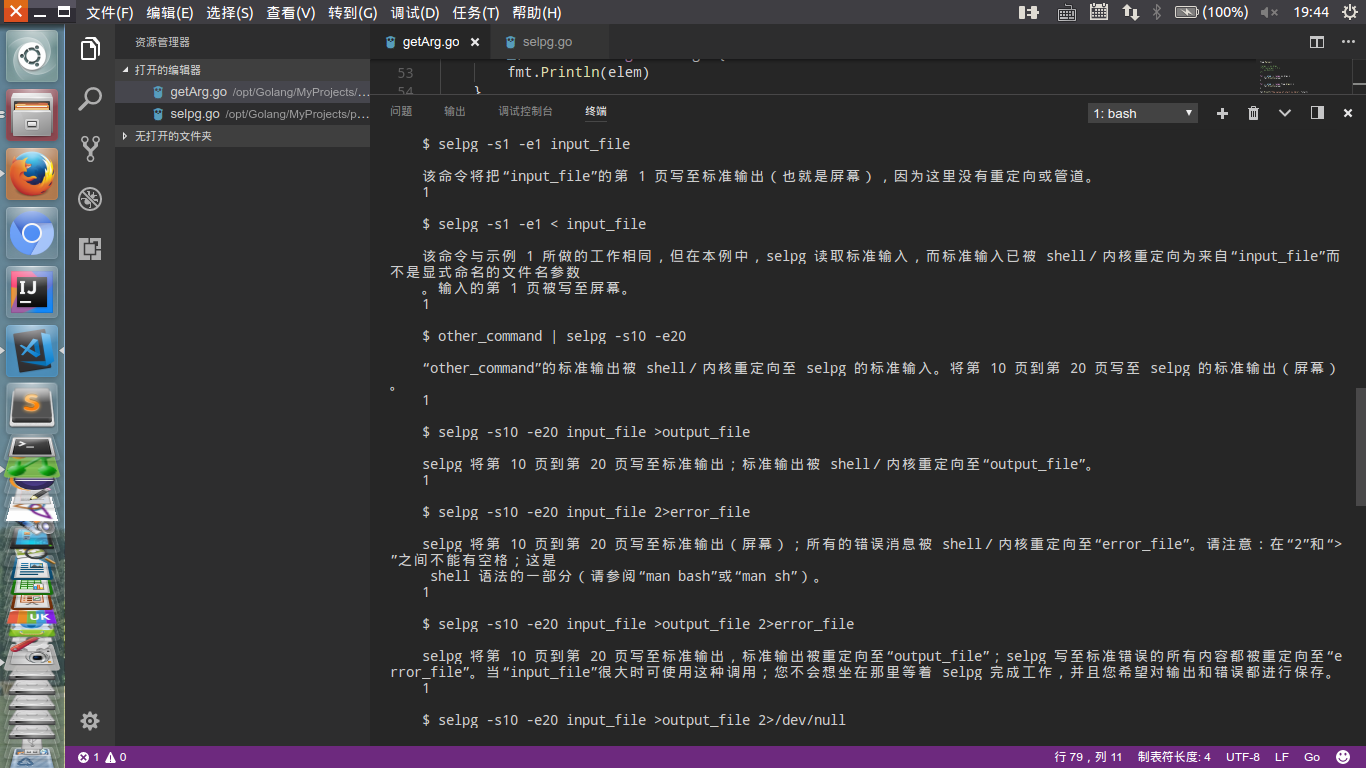 文件(F) 编辑(E) 选择(S) 查看(V) 转到(G) 调试(D) 任务(T) 帮助(H)
(100%) 19:44
资源管理器
打开的编辑器
getArg.go /opt/Golang/MyProjects/...
selpg.go /opt/Golang/MyProjects/p...
无打开的文件夹
getArg.go
selpg.go
53 fmt.Println(elem)
54 }
问题 输出 调试控制台 终端
1: bash
$ selpg -s1 -e1 input_file
该命令将把“input_file”的第 1 页写至标准输出（也就是屏幕），因为这里没有重定向或管道。
1
$ selpg -s1 -e1 < input_file
该命令与示例 1 所做的工作相同，但在本例中，selpg 读取标准输入，而标准输入已被 shell／内核重定向为来自“input_file”而
不是显式命名的文件名参数
。输入的第 1 页被写至屏幕。
1
$ other_command | selpg -s10 -e20
“other_command”的标准输出被 shell／内核重定向至 selpg 的标准输入。将第 10 页到第 20 页写至 selpg 的标准输出（屏幕）
。
1
$ selpg -s10 -e20 input_file >output_file
selpg 将第 10 页到第 20 页写至标准输出；标准输出被 shell／内核重定向至“output_file”。
1
$ selpg -s10 -e20 input_file 2>error_file
selpg 将第 10 页到第 20 页写至标准输出（屏幕）；所有的错误消息被 shell／内核重定向至“error_file”。请注意：在“2”和“>
”之间不能有空格；这是
shell 语法的一部分（请参阅“man bash”或“man sh”）。
1
$ selpg -s10 -e20 input_file >output_file 2>error_file
selpg 将第 10 页到第 20 页写至标准输出，标准输出被重定向至“output_file”；selpg 写至标准错误的所有内容都被重定向至“e
rror_file”。当“input_file”很大时可使用这种调用；您不会想坐在那里等着 selpg 完成工作，并且您希望对输出和错误都进行保存。
1
$ selpg -s10 -e20 input_file >output_file 2>/dev/null
1 0
行 79，列 11 制表符长度: 4 UTF-8 LF Go
IJ
S
UK